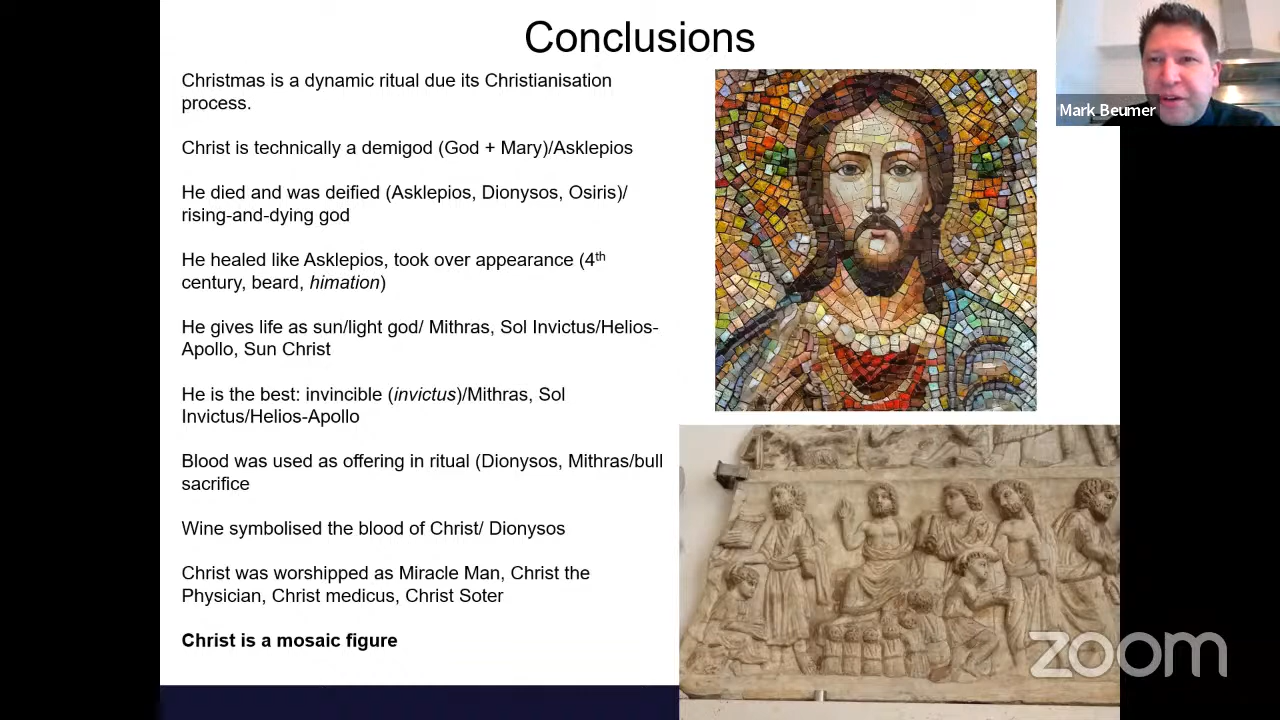 Conclusions
Christmas is a dynamic ritual due its Christianisation
process.
Christ is technically a demigod (God + Mary)/Asklepios
He died and was deified (Asklepios, Dionysos, Osiris)/
rising-and-dying god
He healed like Asklepios, took over appearance (4th
century, beard, himation)
He gives life as sun/light god/ Mithras, Sol Invictus/Helios-
Apollo, Sun Christ
He is the best: invincible (invictus)/Mithras, Sol
Invictus/Helios-Apollo
Blood was used as offering in ritual (Dionysos, Mithras/bull
sacrifice
Wine symbolised the blood of Christ/ Dionysos
Christ was worshipped as Miracle Man, Christ the
Physician, Christ medicus, Christ Soter
Christ is a mosaic figure
Mark Beumer
zoom